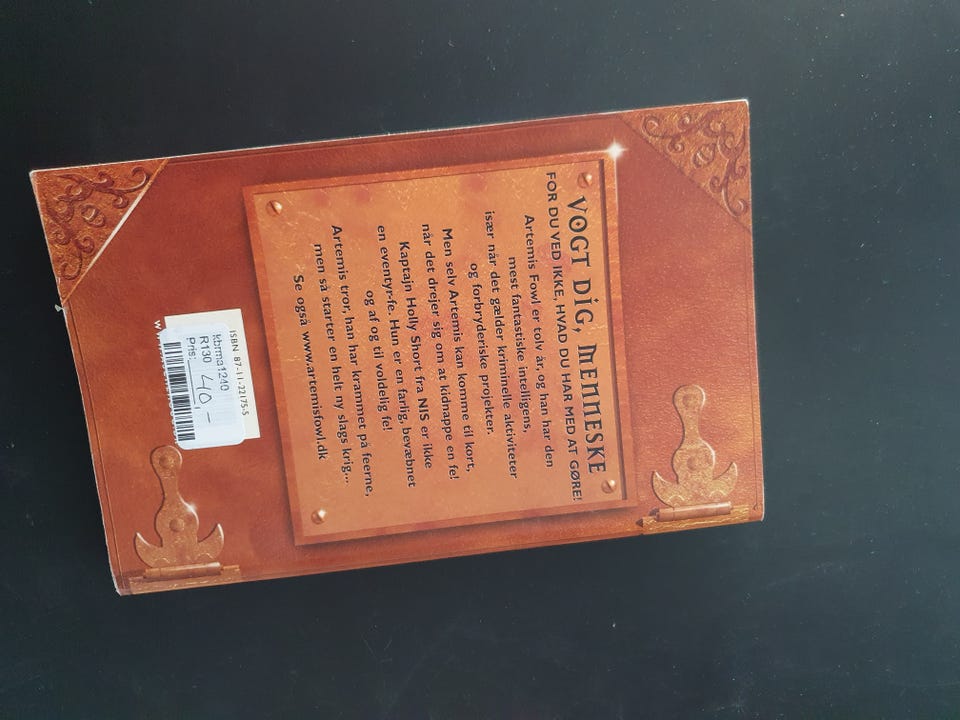 VOGT DIG, MENNESKE
FOR DU VED IKKE, HVAD DU HAR MED AT GØRE!
Artemis Fowl er tolv år, og han har den
mest fantastiske intelligens,
især når det gælder kriminelle aktiviteter
og forbryderiske projekter.
Men selv Artemis kan komme til kort,
når det drejer sig om at kidnappe en fe!
Kaptajn Holly Short fra NIS er ikke
en eventyr-fe. Hun er en farlig, bevæbnet
og af og til voldelig fe!
Artemis tror, han har krammet på feerne,
men så starter en helt ny slags krig...
Se også www.artemisfowl.dk
ISBN 87-11-22175-5
kbrma1240
R130
Pris: 40,-